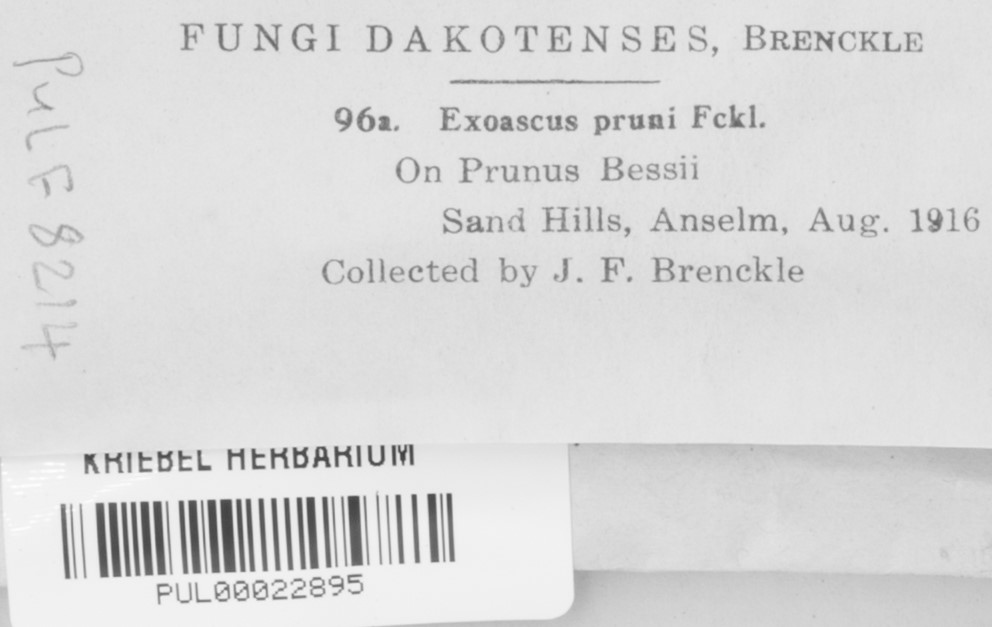 FUNGI DAKOTENSES, BRENCKLE
96a. Exoascus pruni Fckl.
On Prunus Bessii
Sand Hills, Anselm, Aug. 1916
Collected by J. F. Brenckle
PUL F 8214
KRIEBEL HERBARIUM
PUL00022895